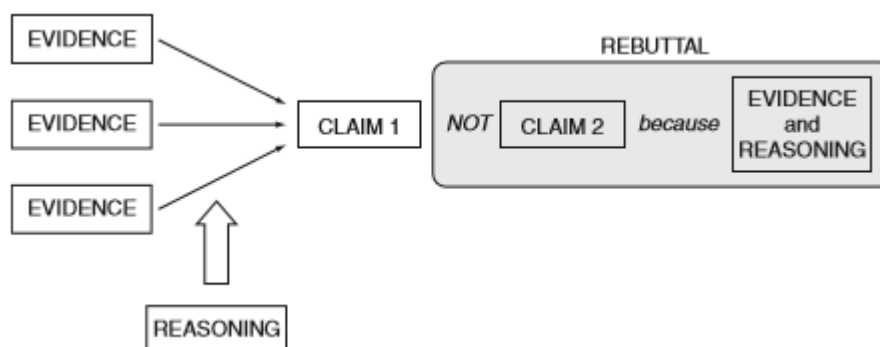 EVIDENCE
EVIDENCE
EVIDENCE
REASONING
CLAIM 1
REBUTTAL
NOT CLAIM 2 because
EVIDENCE
and
REASONING